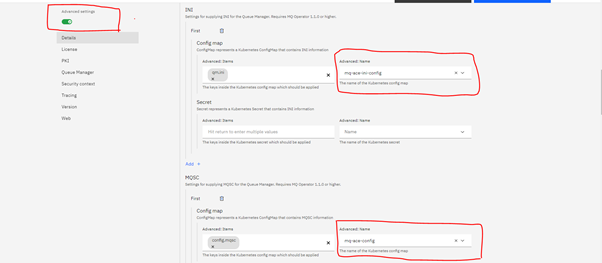 Advanced settings
Details
License
PKI
Queue Manager
Security context
Tracing
Version
Web
INI
Settings for supplying INI for the Queue Manager. Requires MQ Operator 1.1.0 or higher.
First
Config map
ConfigMap represents a Kubernetes ConfigMap that contains INI information
Advanced: Items
Advanced: Name
qm.ini
mq-ace-ini-config
The keys inside the Kubernetes config map which should be applied
The name of the Kubernetes config map.
Secret
Secret represents a Kubernetes Secret that contains INI information
Advanced: Items
Advanced: Name
Hit return to enter multiple values
Name
The keys inside the Kubernetes secret which should be applied
The name of the Kubernetes secret.
Add +
MQSC
Settings for supplying MQSC for the Queue Manager. Requires MQ Operator 1.1.0 or higher.
First
Config map
ConfigMap represents a Kubernetes ConfigMap that contains MQSC information
Advanced: Items
Advanced: Name
config.mqsc
mq-ace-config
The keys inside the Kubernetes config map which should be applied
The name of the Kubernetes config map.